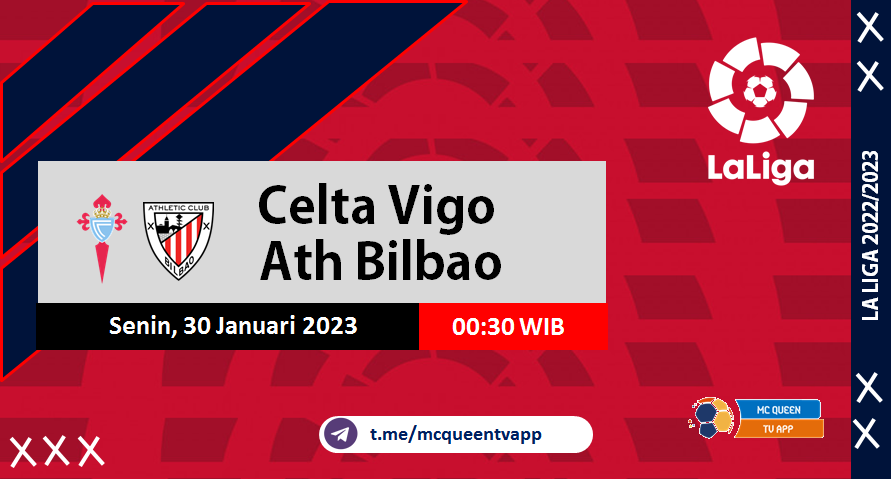 LaLiga
LA LIGA 2022/2023
ATHLETIC CLUB
BILBAO
Celta Vigo
Ath Bilbao
Senin, 30 Januari 2023
00:30 WIB
t.me/mcqueentvapp
MC QUEEN
TV APP